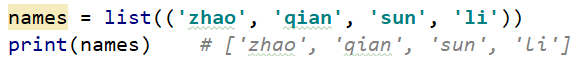 names = list(('zhao', 'qian', 'sun', 'li'))
print(names)    # ['zhao', 'qian', 'sun', 'li']